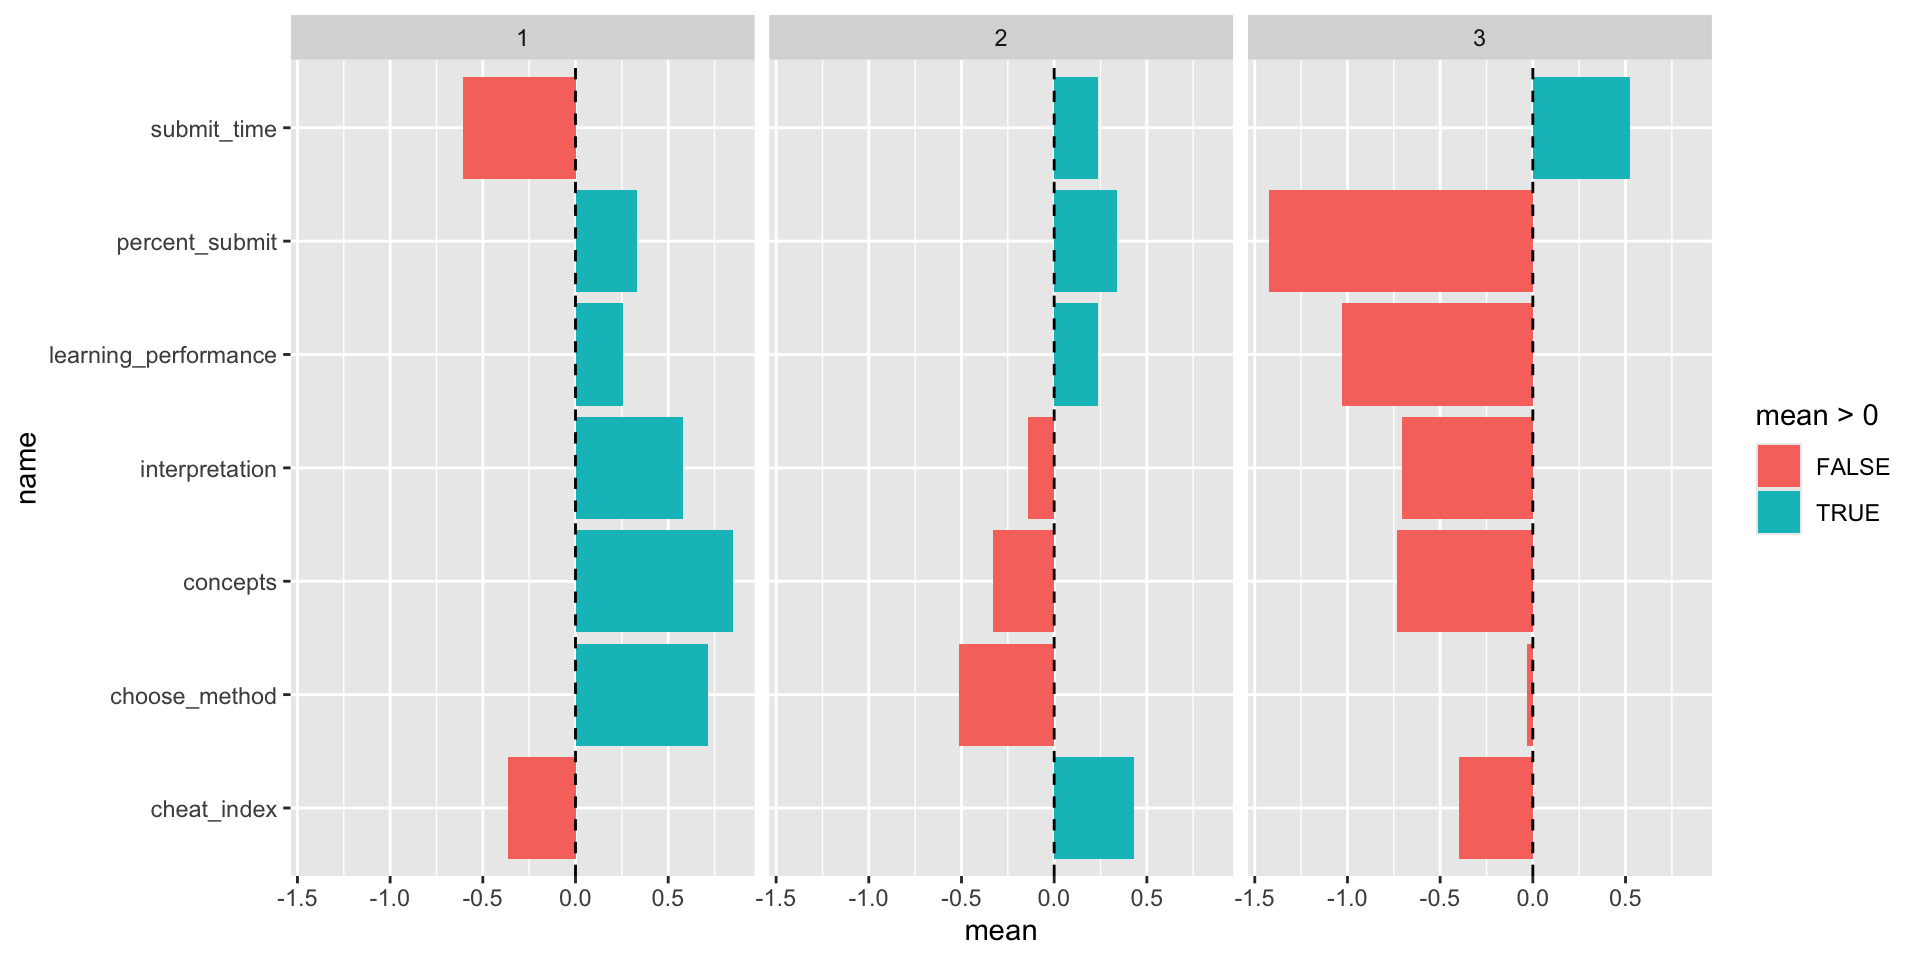 1
2
3
submit_time
percent_submit
learning_performance
interpretation
concepts
choose_method
cheat_index
name
-1.5 -1.0 -0.5 0.0 0.5
-1.5 -1.0 -0.5 0.0 0.5
-1.5 -1.0 -0.5 0.0 0.5
mean
mean > 0
FALSE
TRUE